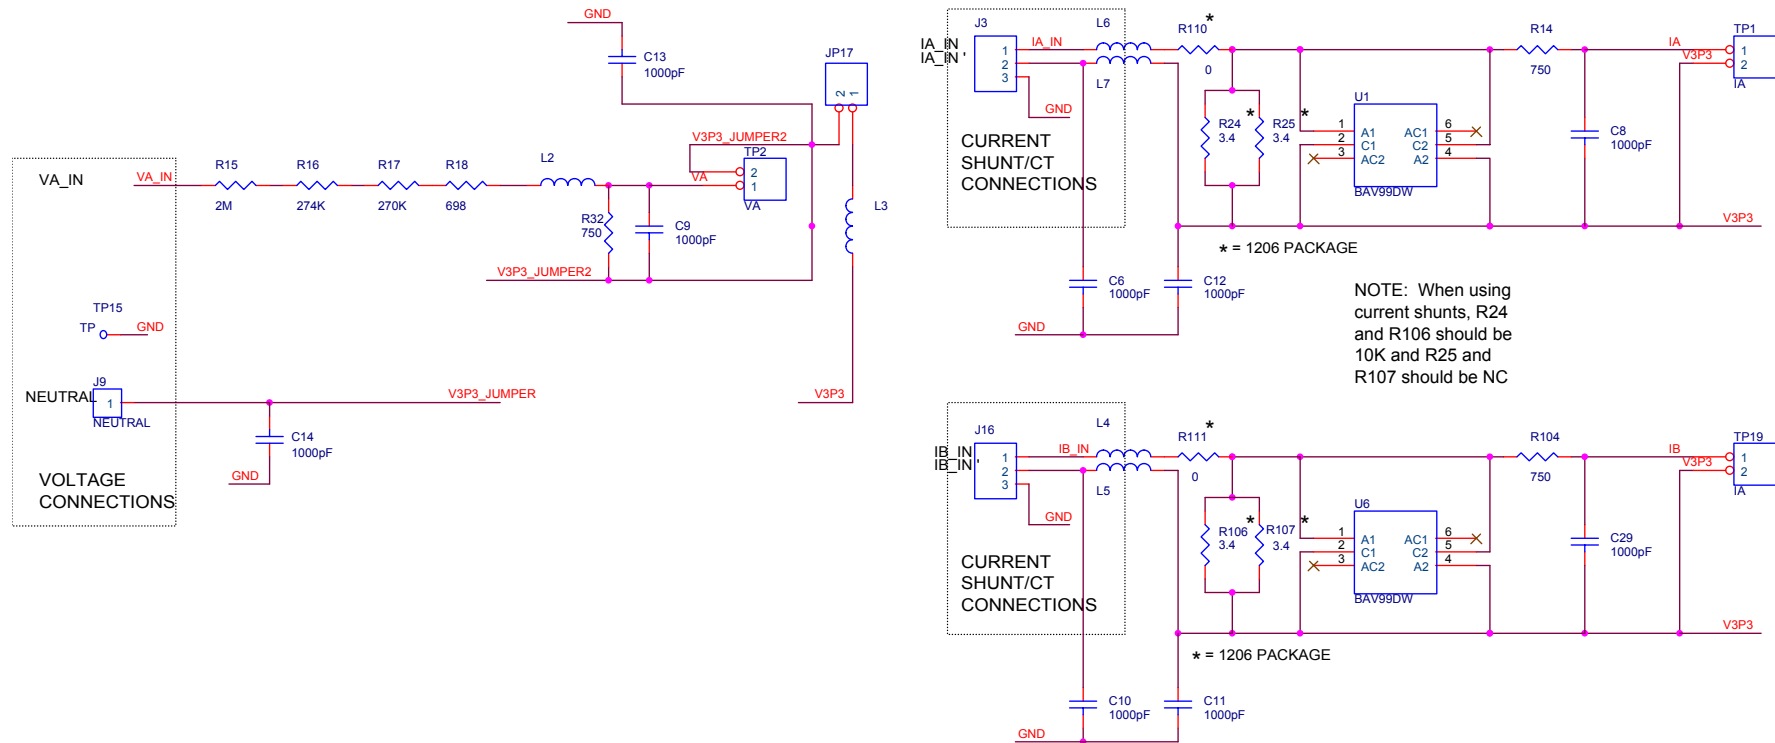 GND
C13
1000pF
JP17
2
1
V3P3_JUMPER2
TP2
2
1
VA
VA
VA_IN
VA_IN
R15
2M
R16
274K
R17
270K
R18
698
L2
R32
750
C9
1000pF
L3
V3P3_JUMPER2
TP15
TP
GND
J9
NEUTRAL
1
NEUTRAL
V3P3_JUMPER
V3P3
C14
1000pF
GND
VOLTAGE
CONNECTIONS
J3
IA_IN
IA_IN '
1
2
3
IA_IN
L6
L7
GND
R110
*
0
CURRENT
SHUNT/CT
CONNECTIONS
R24
3.4
*
R25
3.4
*
U1
1
2
3
A1
C1
AC2
AC1
C2
A2
6
5
4
BAV99DW
R14
750
C8
1000pF
IA
V3P3
TP1
1
2
IA
V3P3
* = 1206 PACKAGE
C6
1000pF
C12
1000pF
GND
NOTE: When using
current shunts, R24
and R106 should be
10K and R25 and
R107 should be NC
J16
IB_IN
IB_IN '
1
2
3
IB_IN
L4
L5
GND
R111
*
0
CURRENT
SHUNT/CT
CONNECTIONS
R106
3.4
*
R107
3.4
*
U6
1
2
3
A1
C1
AC2
AC1
C2
A2
6
5
4
BAV99DW
R104
750
C29
1000pF
IB
V3P3
TP19
1
2
IA
V3P3
* = 1206 PACKAGE
C10
1000pF
C11
1000pF
GND